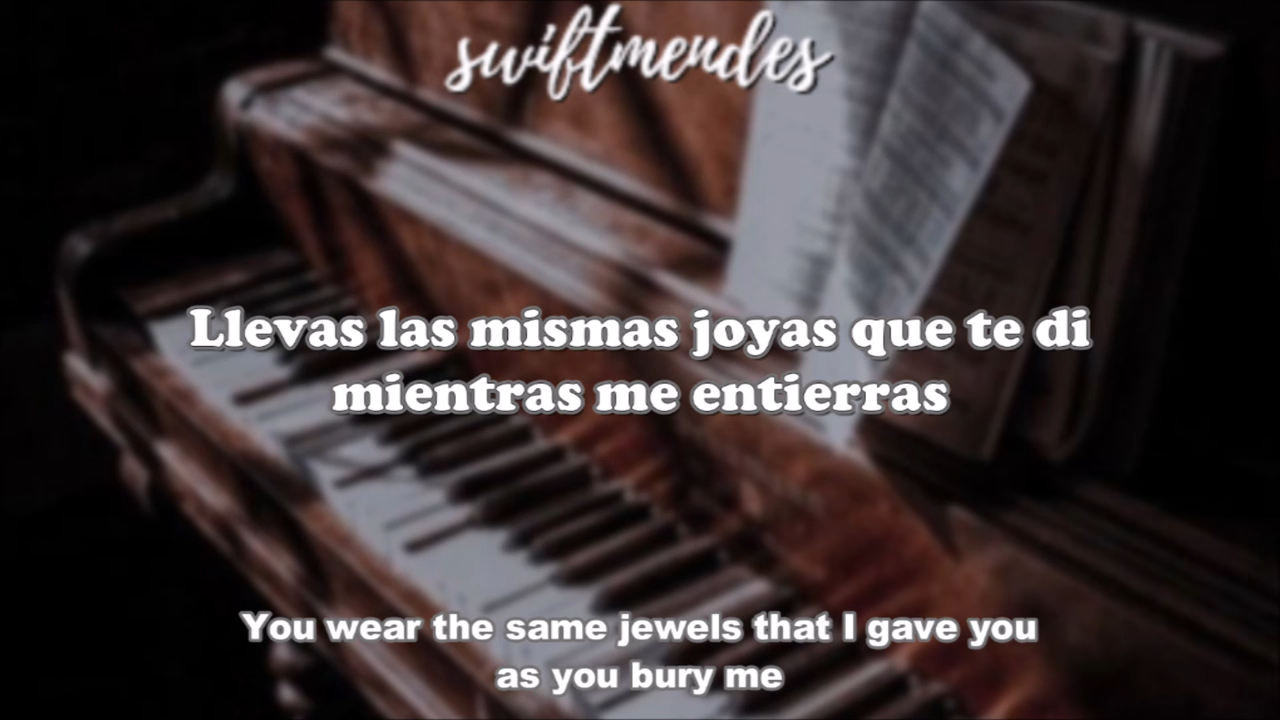 swiftmendes
Llevas las mismas joyas que te di
mientras me entierras
You wear the same jewels that I gave you
as you bury me